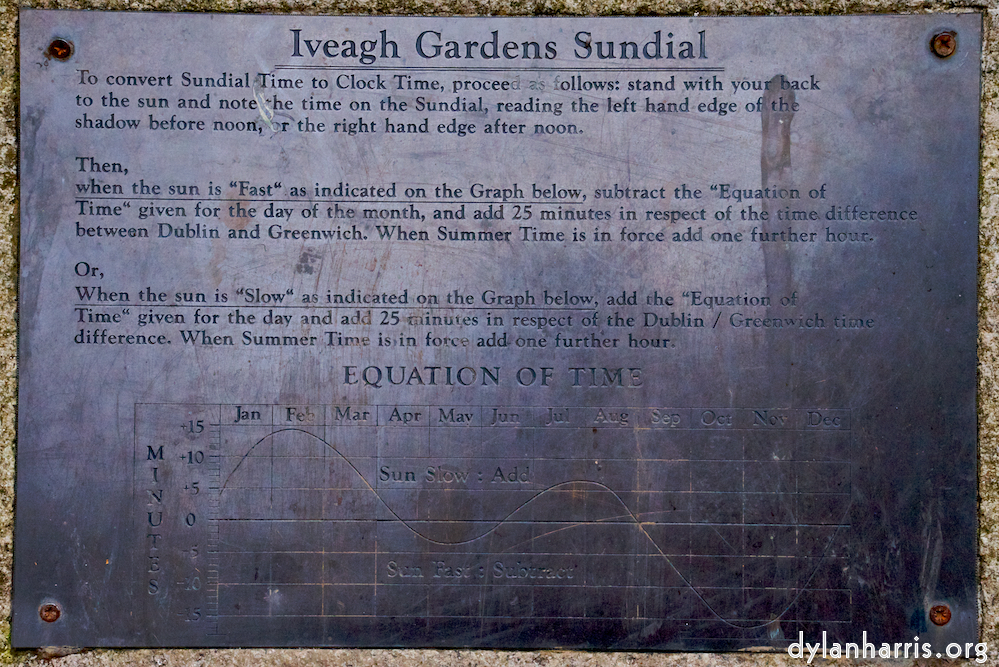 Iveagh Gardens Sundial
To convert Sundial Time to Clock Time, proceed as follows: stand with your back
to the sun and note the time on the Sundial, reading the left hand edge of the
shadow before noon, or the right hand edge after noon.
Then,
when the sun is “Fast“ as indicated on the Graph below, subtract the “Equation of
Time“ given for the day of the month, and add 25 minutes in respect of the time difference
between Dublin and Greenwich. When Summer Time is in force add one further hour.
Or,
When the sun is “Slow“ as indicated on the Graph below, add the “Equation of
Time“ given for the day and add 25 minutes in respect of the Dublin / Greenwich time
difference. When Summer Time is in force add one further hour.
EQUATION OF TIME
Jan Feb Mar Apr May Jun Jul Aug Sep Oct Nov Dec
MINUTES
+15
+10
Sun Slow : Add
+5
0
-5
Sun Fast : Subtract
-10
-15
dylanharris.org